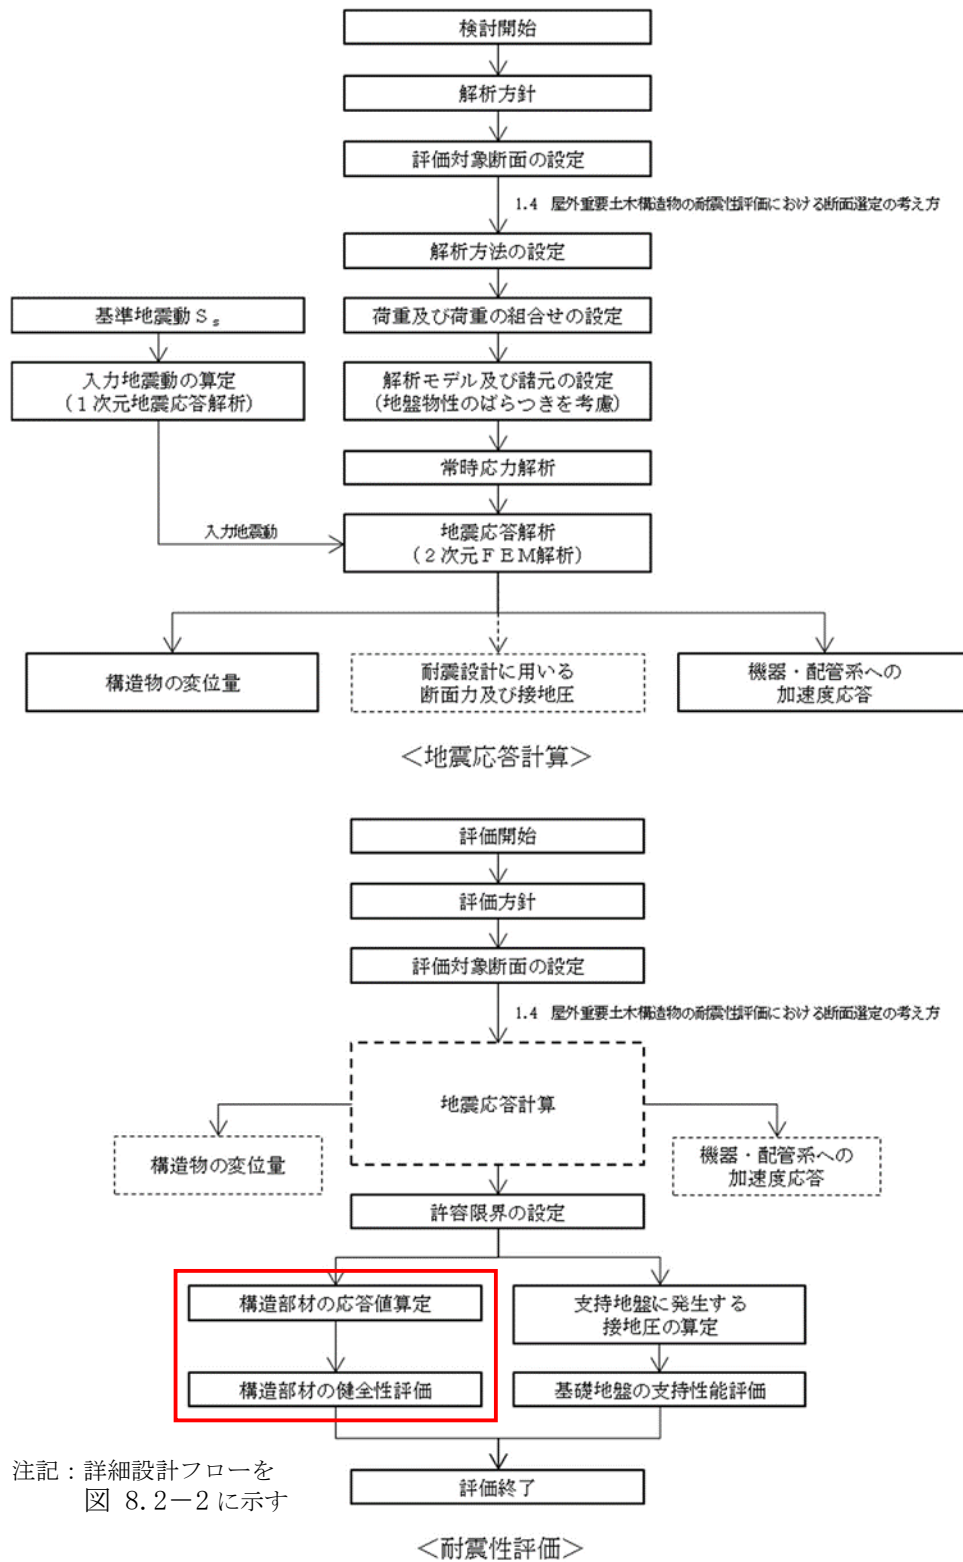 検討開始
解析方針
評価対象断面の設定
1.4 屋外重要土木構造物の耐震性評価における断面選定の考え方
解析方法の設定
基準地震動Ｓｓ
荷重及び荷重の組合せの設定
入力地震動の算定
（１次元地震応答解析）
解析モデル及び諸元の設定
（地盤物性のばらつきを考慮）
常時応力解析
入力地震動
地震応答解析
（２次元ＦＥＭ解析）
構造物の変位量
耐震設計に用いる
断面力及び接地圧
機器・配管系への
加速度応答
＜地震応答計算＞
評価開始
評価方針
評価対象断面の設定
1.4 屋外重要土木構造物の耐震性評価における断面選定の考え方
地震応答計算
構造物の変位量
機器・配管系への
加速度応答
許容限界の設定
構造部材の応答値算定
支持地盤に発生する
接地圧の算定
構造部材の健全性評価
基礎地盤の支持性能評価
注記：詳細設計フローを
図 8.2－2に示す
評価終了
＜耐震性評価＞